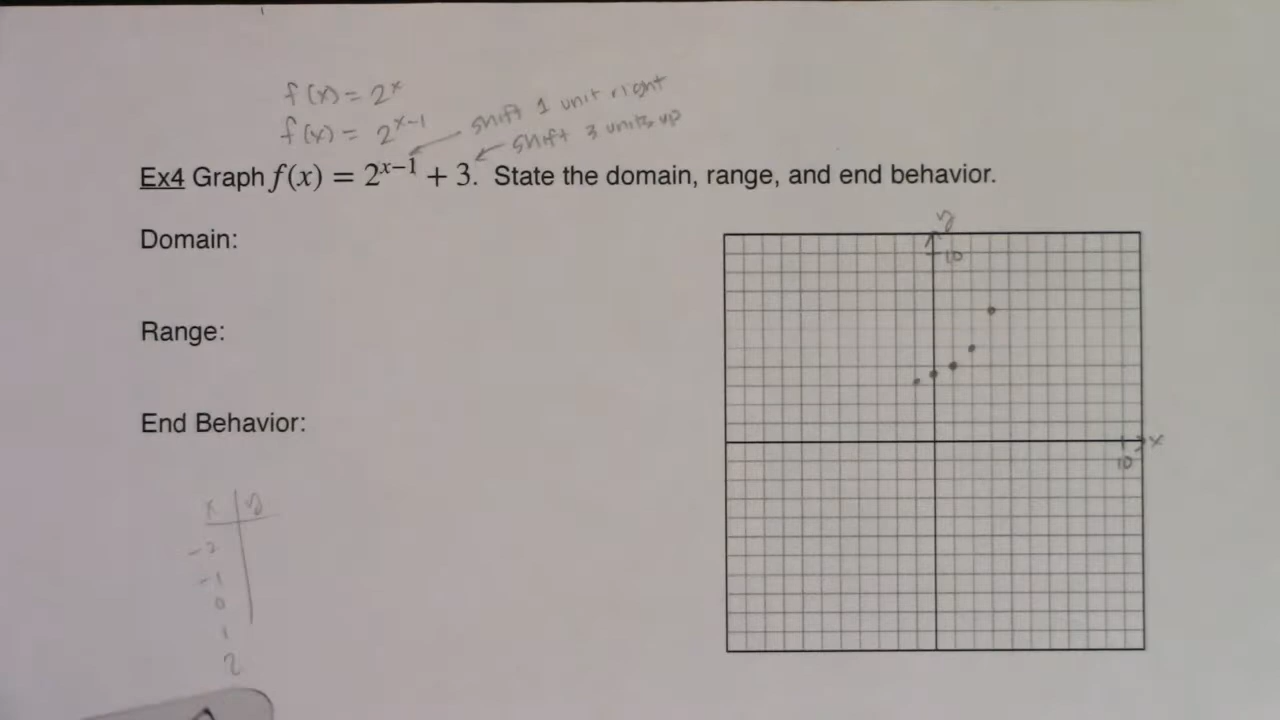 f(x) = 2^x
f(x) = 2^{x-1} shift 1 unit right
shift 3 units up
Ex4 Graph f(x) = 2^{x-1} + 3. State the domain, range, and end behavior.
Domain:
y
10
Range:
End Behavior:
x
10
x y
-2
-1
0
1
2